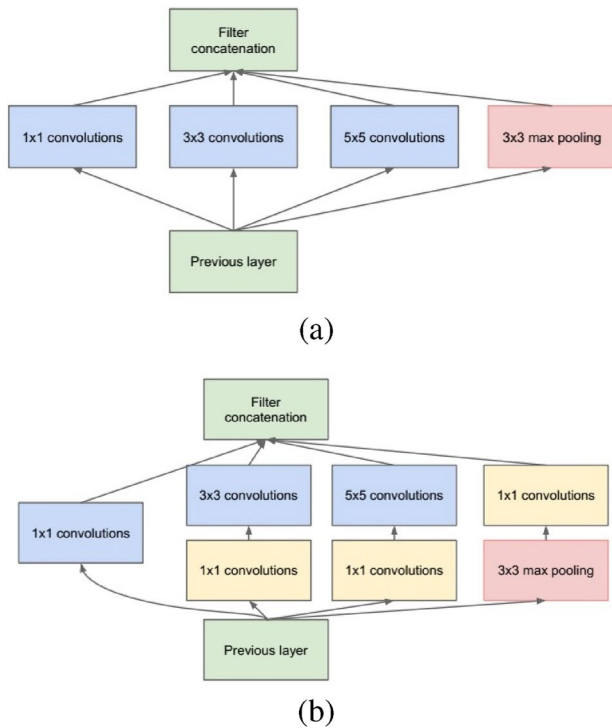 Filter
concatenation
1x1 convolutions
3x3 convolutions
5x5 convolutions
3x3 max pooling
Previous layer
(a)
Filter
concatenation
3x3 convolutions
5x5 convolutions
1x1 convolutions
1x1 convolutions
1x1 convolutions
1x1 convolutions
3x3 max pooling
Previous layer
(b)